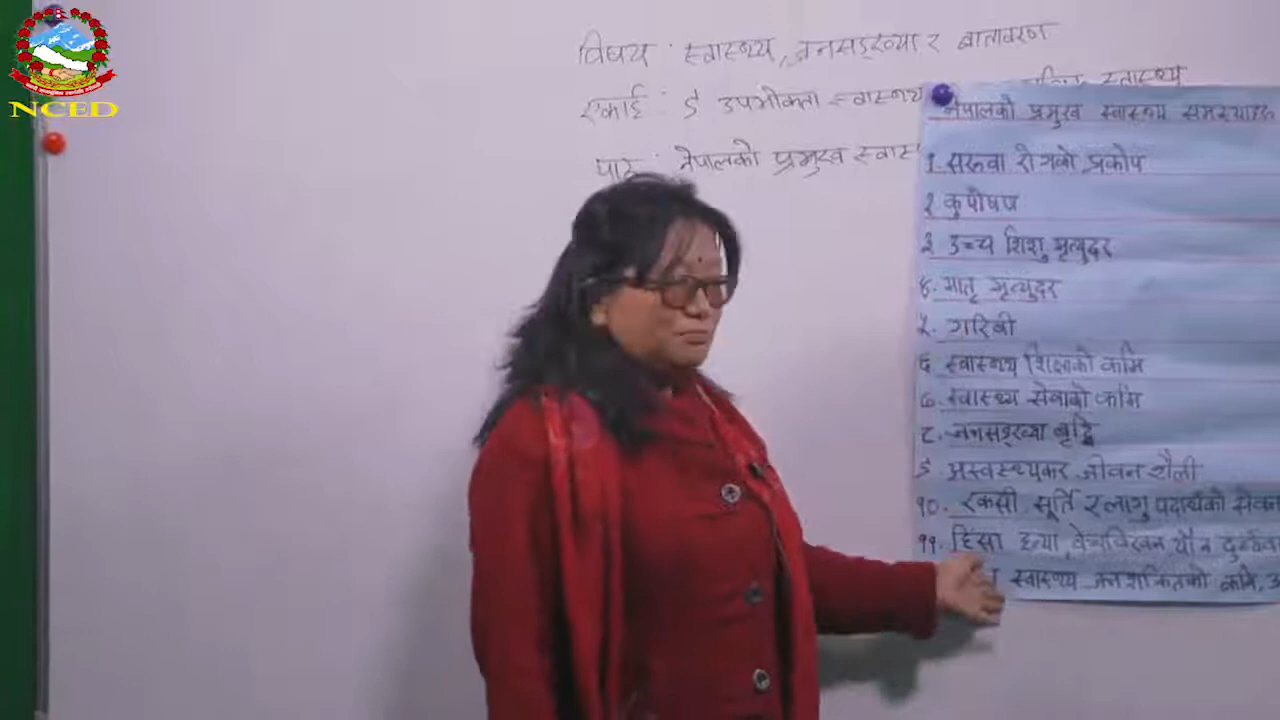 NCED
विषय : स्वास्थ्य, जनसङ्ख्या र वातावरण
एकाई : ९ उपभोक्ता स्वास्थ्य स्वास्थ्य
पाठ : नेपालको प्रमुख स्वास्
नेपालको प्रमुख स्वास्थ्य समस्याहरू
१. सरुवा रोगको प्रकोप
२ कुपोषण
३ उच्च शिशु मृत्युदर
४. मातृ मृत्युदर
५. गरिबी
६ स्वास्थ्य शिक्षाको कमि
७. स्वास्थ्य सेवाको कमि
८. जनसङ्ख्या बृद्धि
९ अस्वस्थ्यकर जीवन शैली
१०. रक्सी सूर्ति र लागु पदार्थको सेवन
११. हिंसा हत्या, बेचविखन यौन दुर्व्यव
स्वास्थ्य जनशक्तिको कमि,